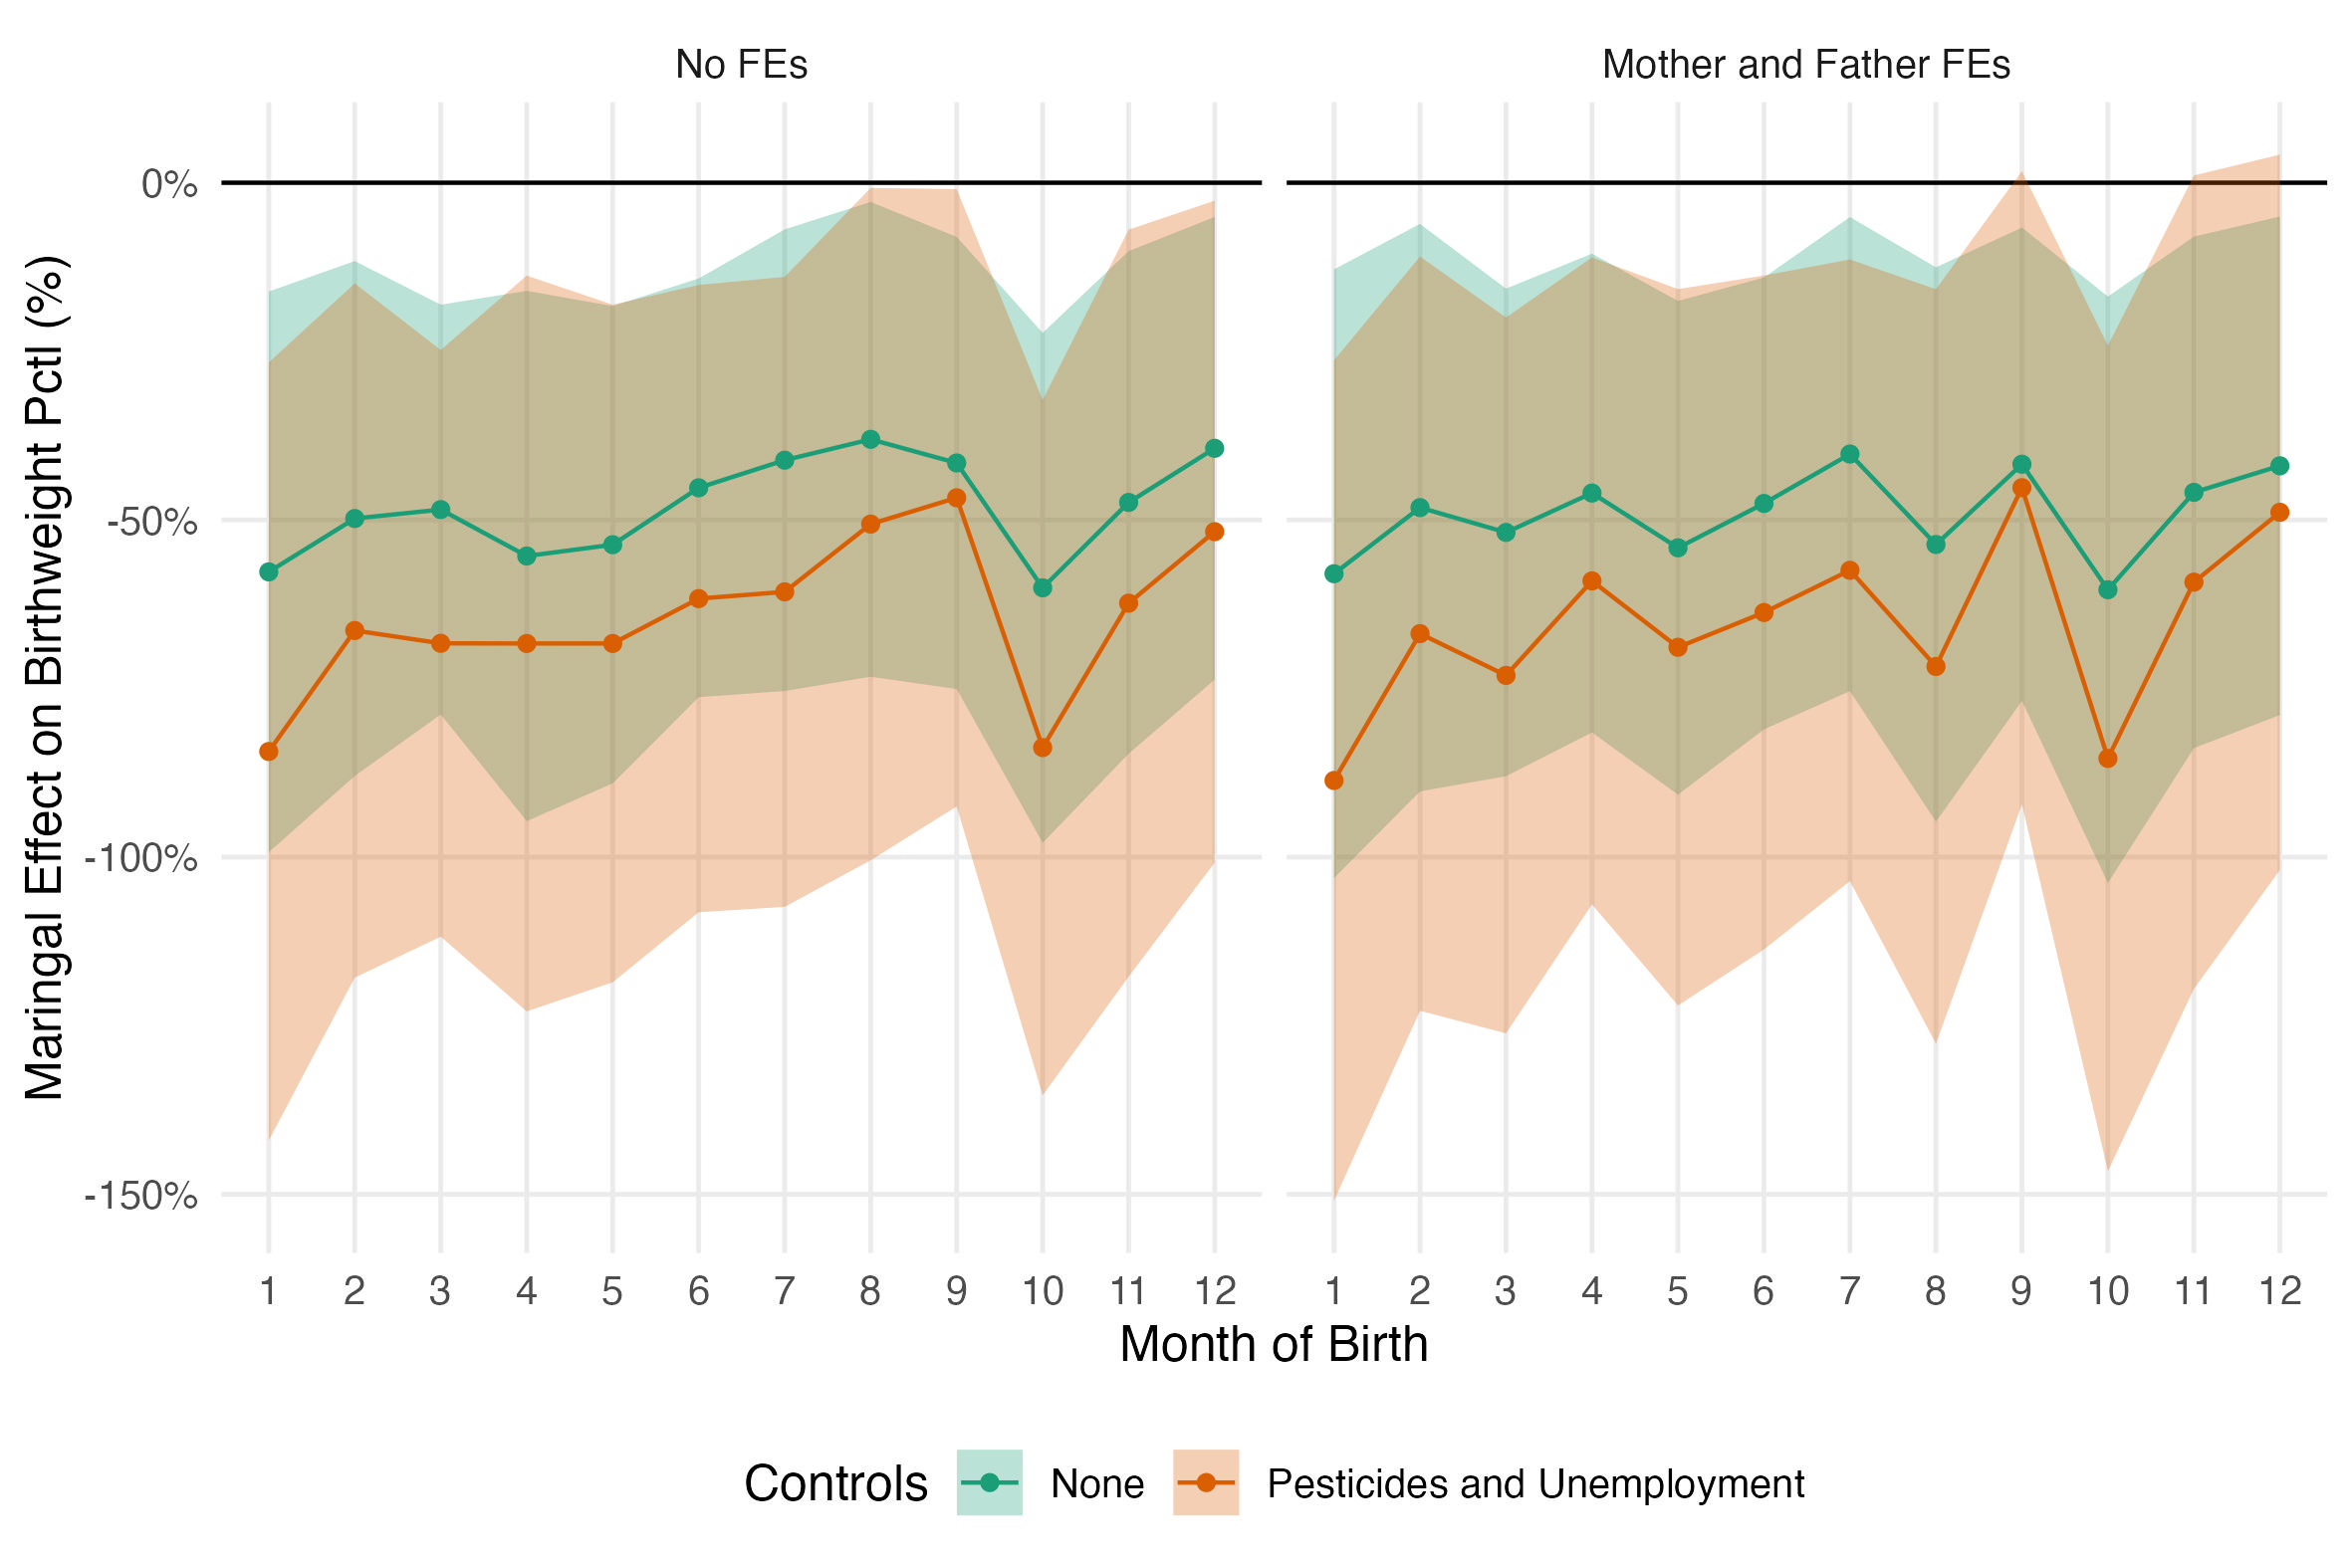 No FEs
Mother and Father FEs
Maringal Effect on Birthweight Pctl (%)
0%
-50%
-100%
-150%
1 2 3 4 5 6 7 8 9 10 11 12
1 2 3 4 5 6 7 8 9 10 11 12
Month of Birth
Controls None Pesticides and Unemployment